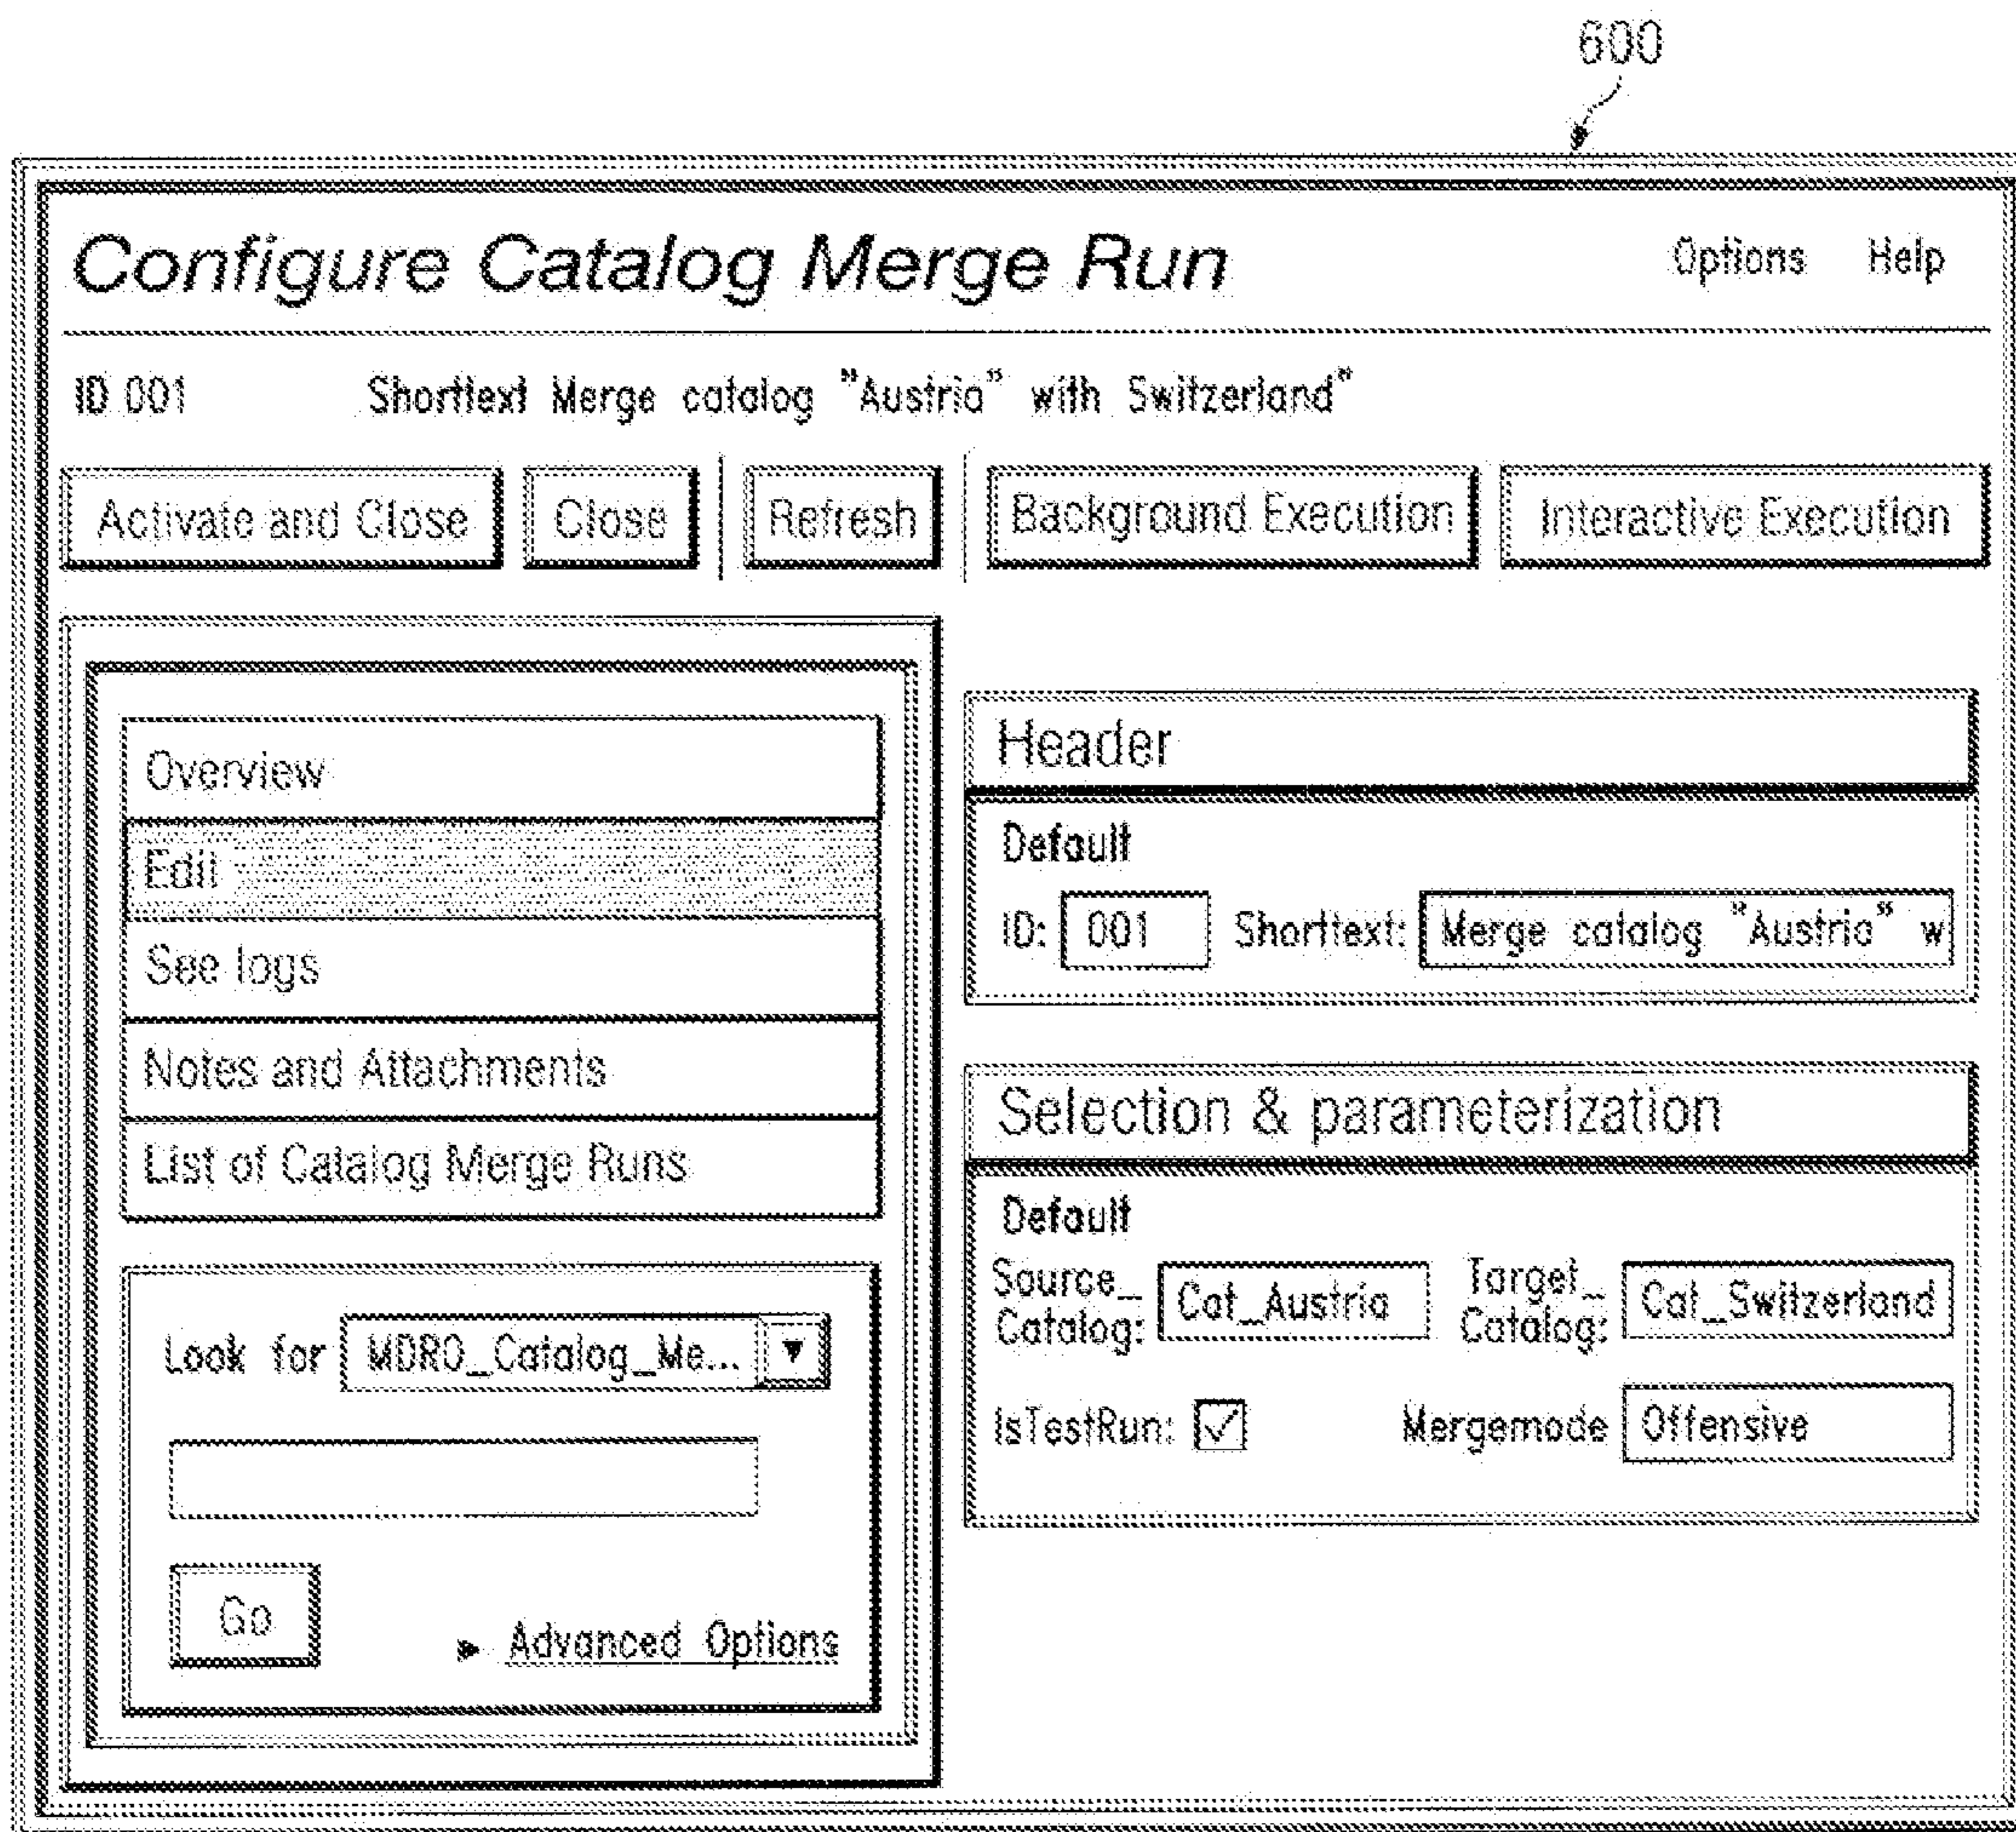 600
Configure Catalog Merge Run Options Help
ID 001 Shorttext Merge catalog "Austria" with Switzerland"
Activate and Close Close Refresh Background Execution Interactive Execution
Overview
Edit
See logs
Notes and Attachments
List of Catalog Merge Runs
Look for MDRO_Catalog_Me...
Go Advanced Options
Header
Default
ID: 001 Shorttext: Merge catalog "Austria" w
Selection & parameterization
Default
Source_ Catalog: Cat_Austria Target_ Catalog: Cat_Switzerland
IsTestRun: Mergemode Offensive